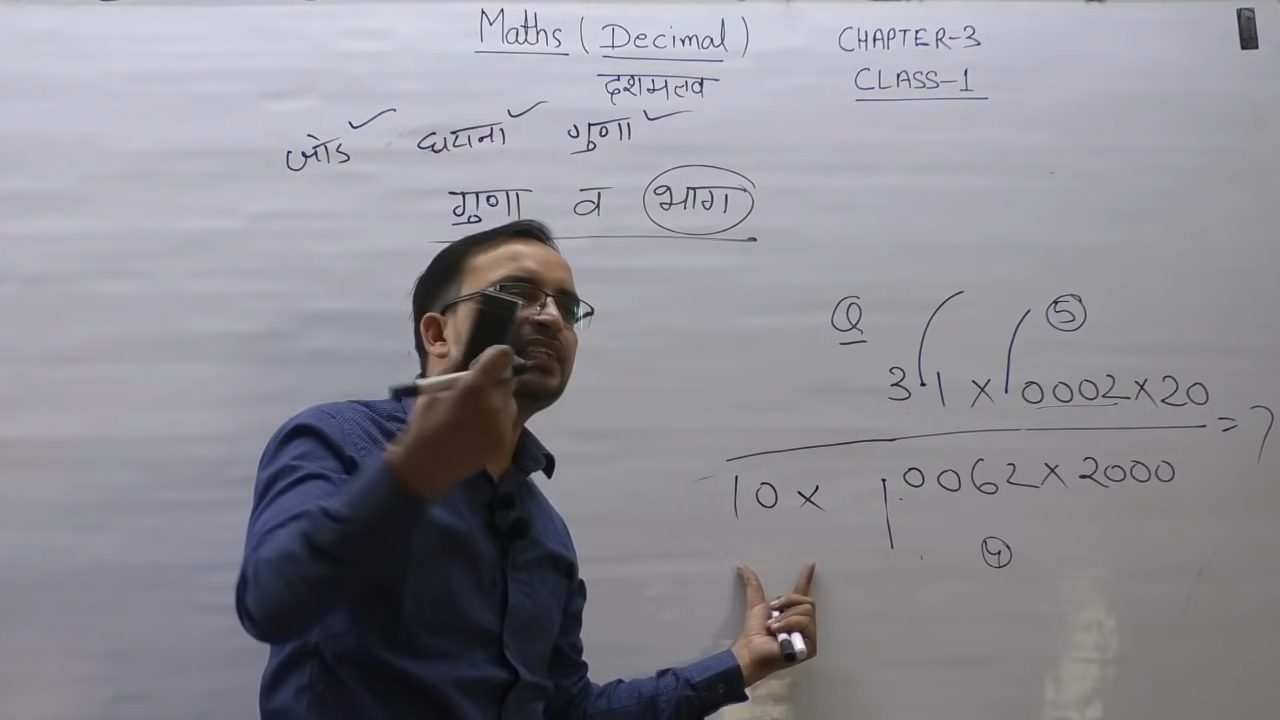 Maths (Decimal)
दशमलव
CHAPTER-3
CLASS-1
जोड घटाना गुणा
गुणा व भाग
Q
5
3 1 × 0002 × 20 = ?
10 × 0062 × 2000
4